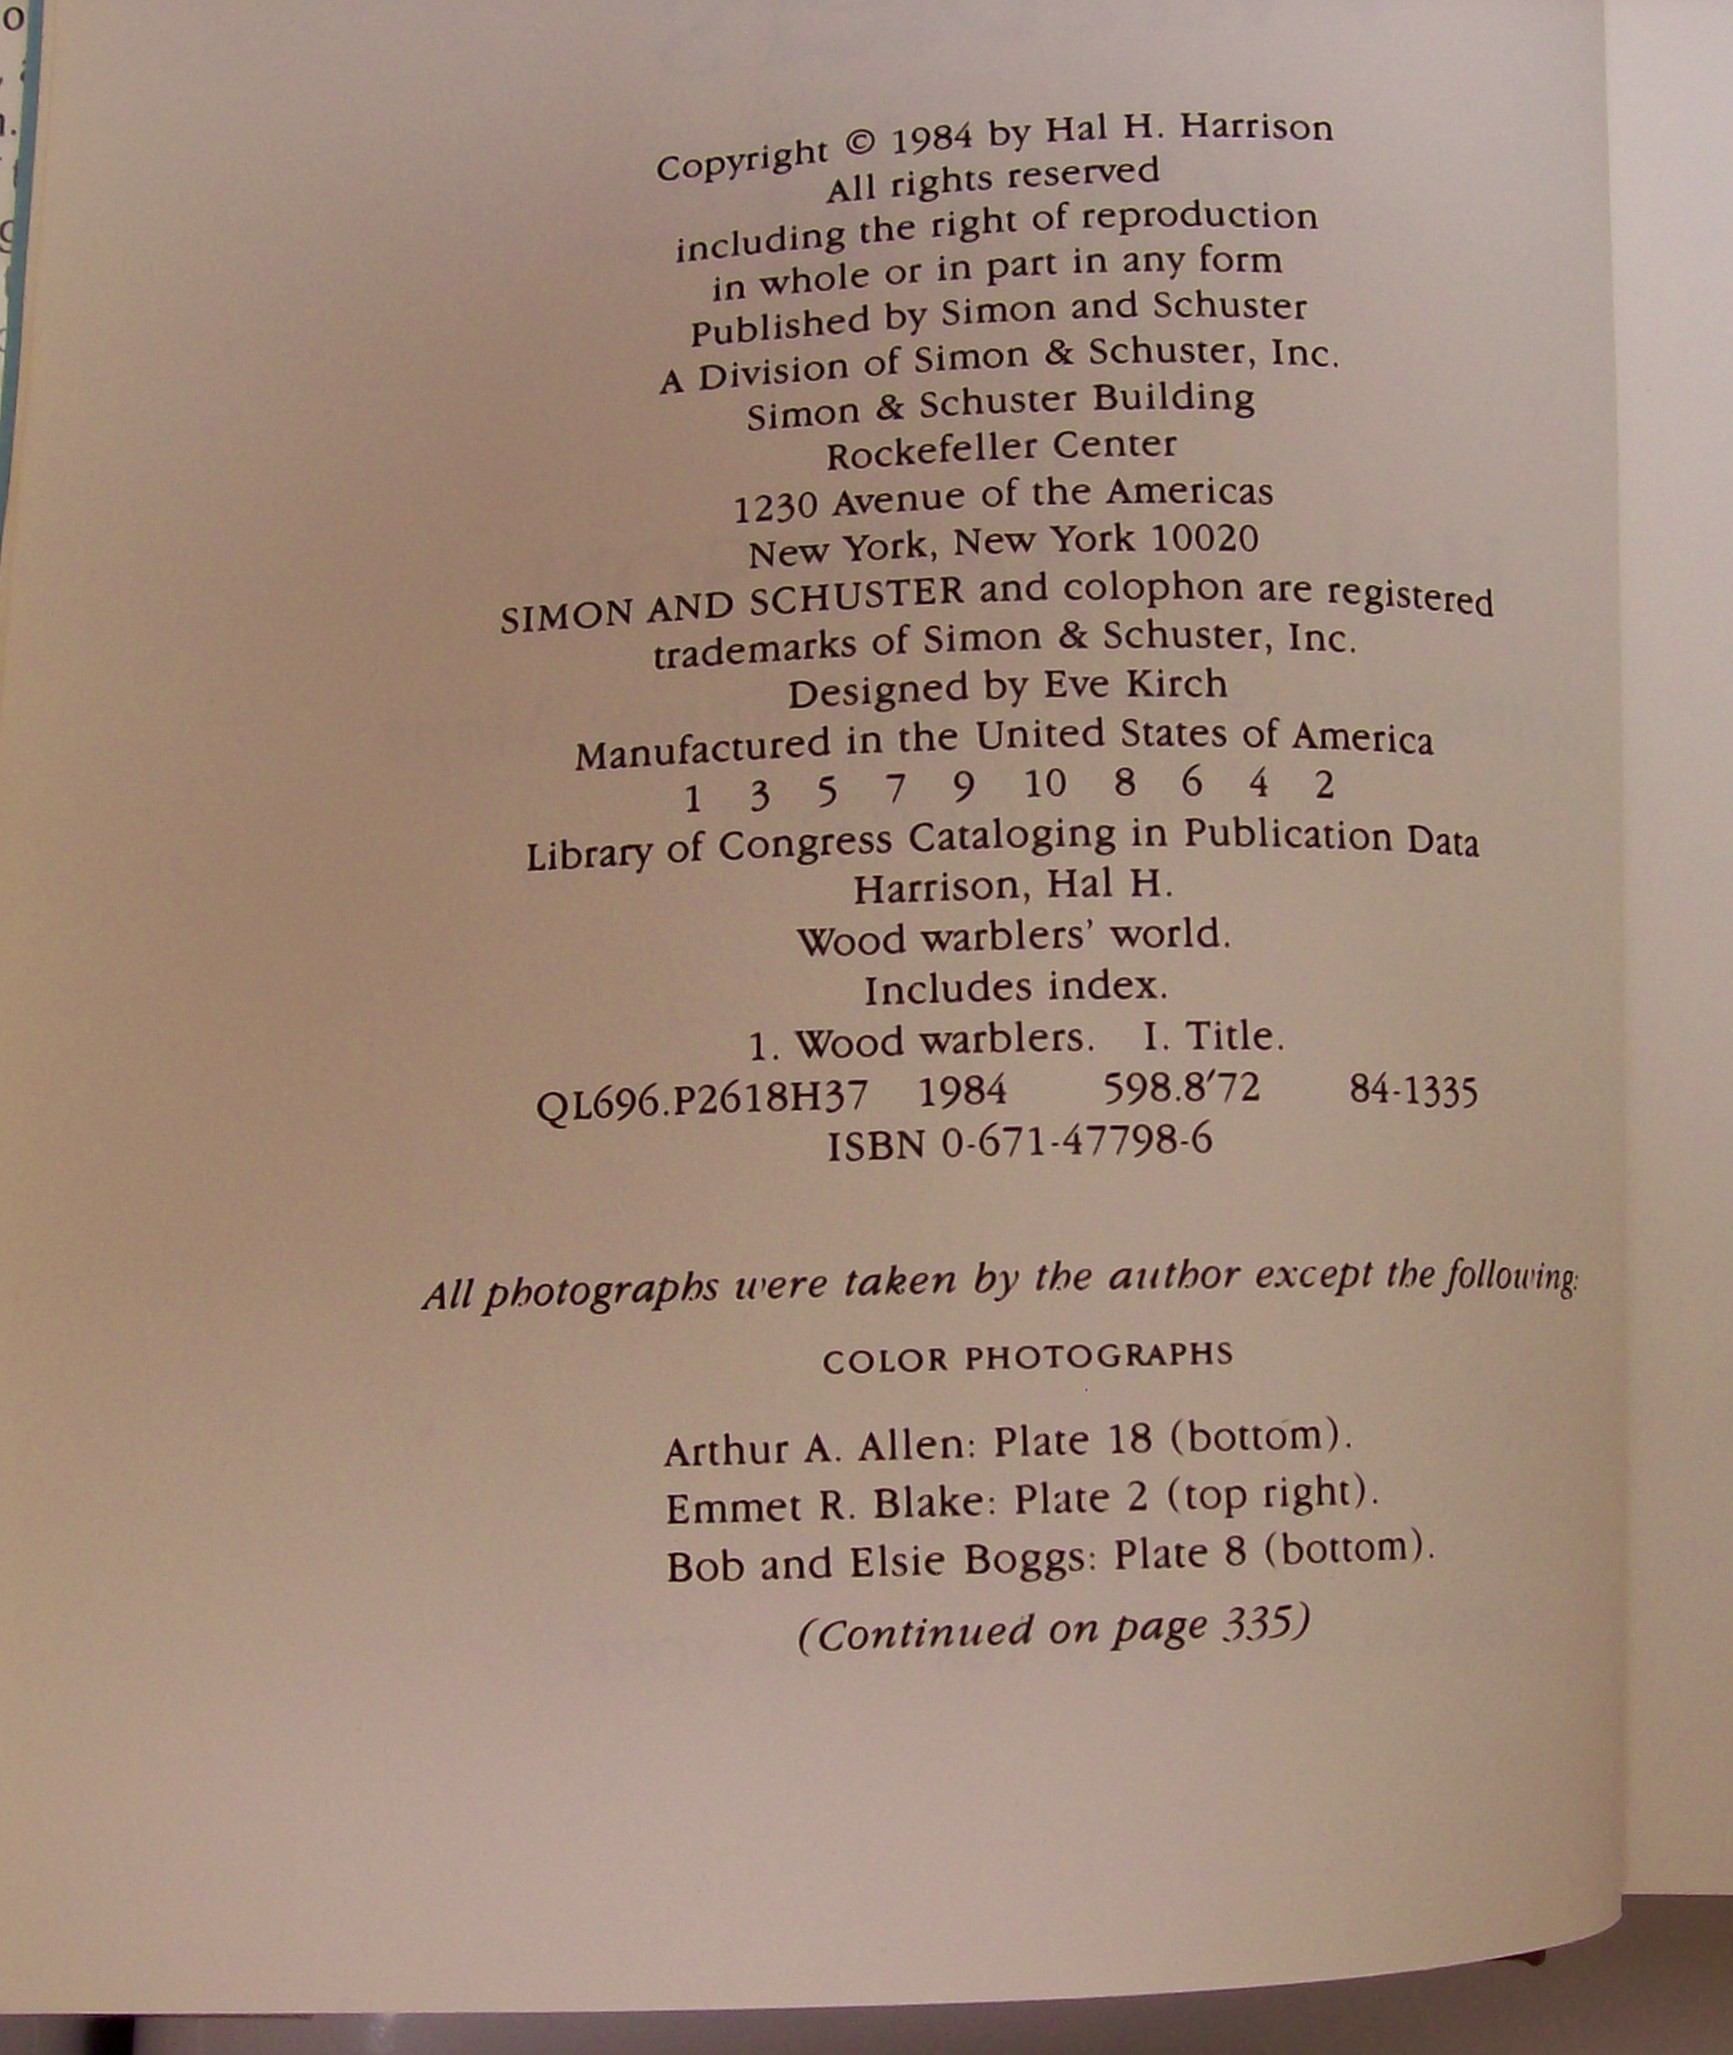 Copyright © 1984 by Hal H. Harrison
All rights reserved
including the right of reproduction
in whole or in part in any form
Published by Simon and Schuster
A Division of Simon & Schuster, Inc.
Simon & Schuster Building
Rockefeller Center
1230 Avenue of the Americas
New York, New York 10020
SIMON AND SCHUSTER and colophon are registered
trademarks of Simon & Schuster, Inc.
Designed by Eve Kirch
Manufactured in the United States of America
1 3 5 7 9 10 8 6 4 2
Library of Congress Cataloging in Publication Data
Harrison, Hal H.
Wood warblers’ world.
Includes index.
1. Wood warblers. I. Title.
QL696.P2618H37 1984 598.8′72 84-1335
ISBN 0-671-47798-6
All photographs were taken by the author except the following:
COLOR PHOTOGRAPHS
Arthur A. Allen: Plate 18 (bottom).
Emmet R. Blake: Plate 2 (top right).
Bob and Elsie Boggs: Plate 8 (bottom).
(Continued on page 335)